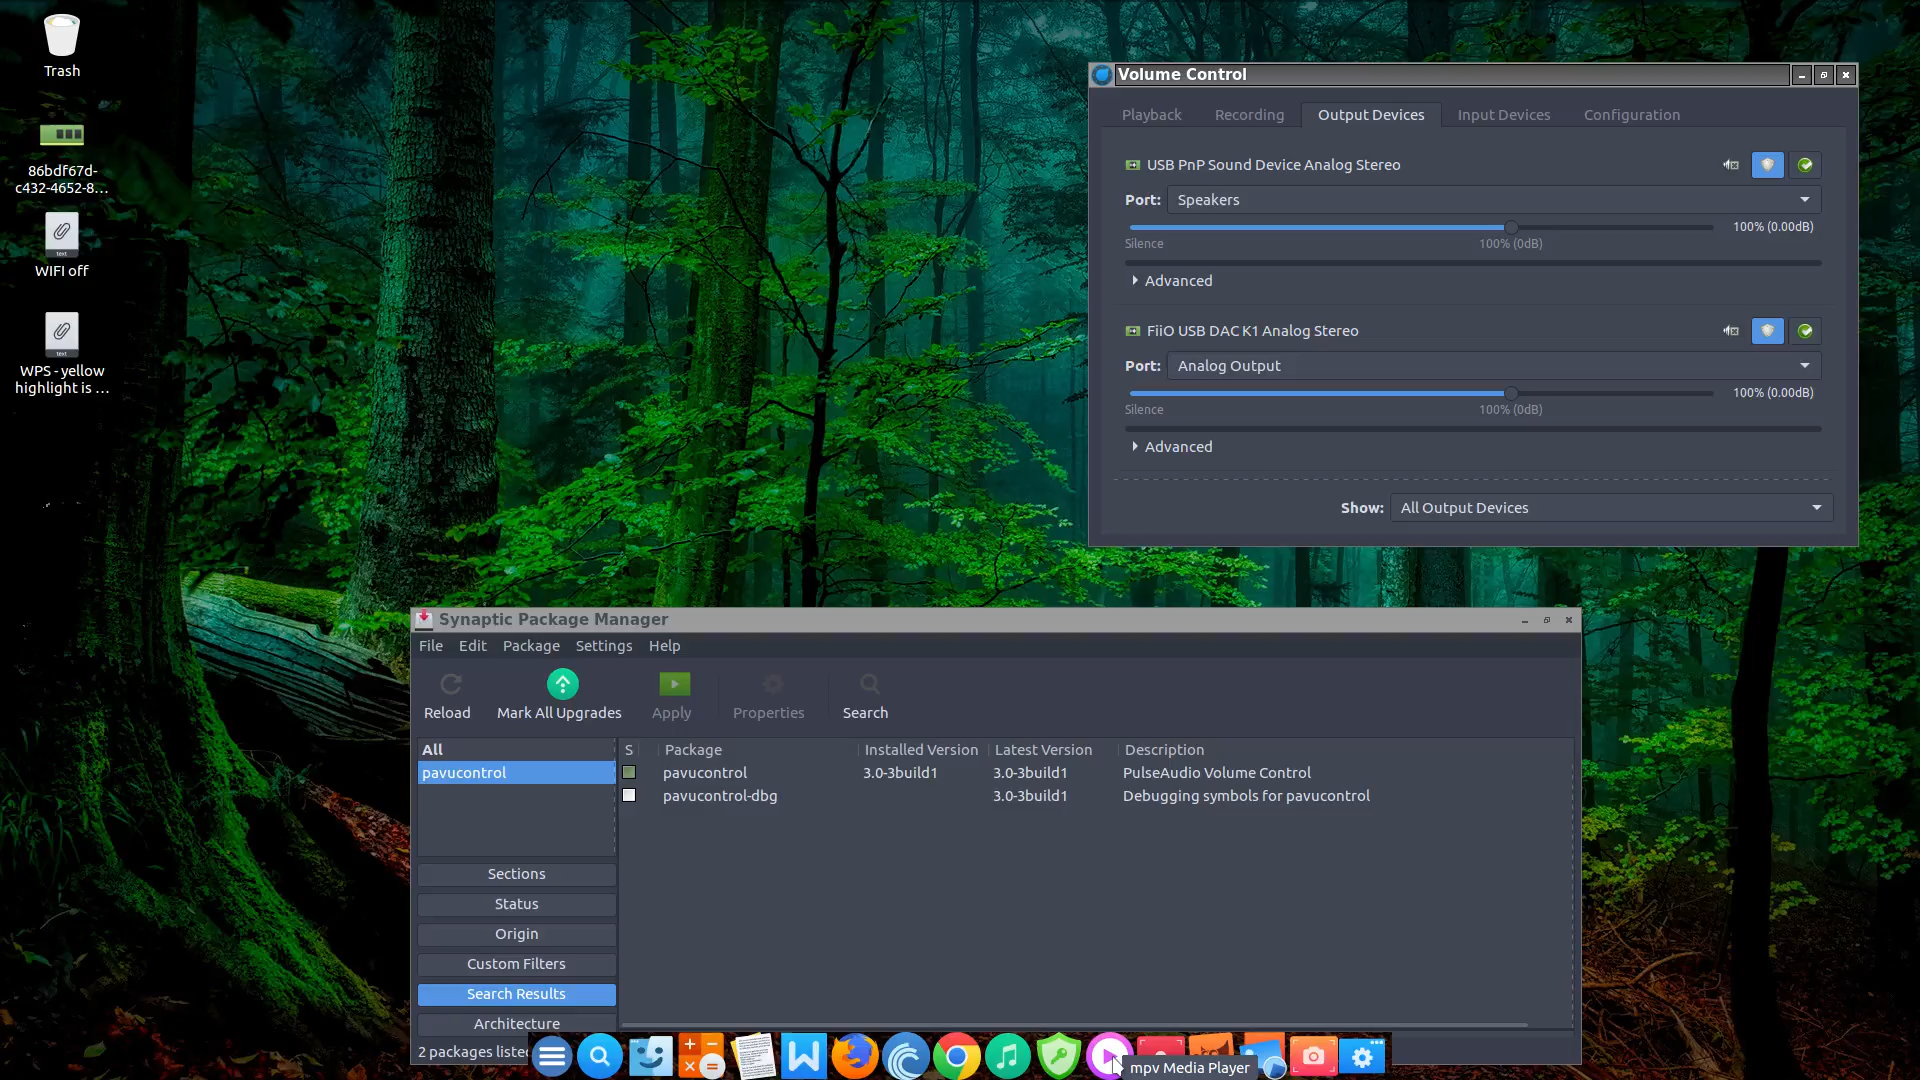 Trash
86bdf67d-
c432-4652-8...
WIFI off
WPS - yellow
highlight is ...
Volume Control
Playback Recording Output Devices Input Devices Configuration
USB PnP Sound Device Analog Stereo
Port: Speakers
100% (0.00dB)
Silence 100% (0dB)
Advanced
FiiO USB DAC K1 Analog Stereo
Port: Analog Output
100% (0.00dB)
Silence 100% (0dB)
Advanced
Show: All Output Devices
Synaptic Package Manager
File Edit Package Settings Help
Reload Mark All Upgrades Apply Properties Search
All
pavucontrol
S Package Installed Version Latest Version Description
pavucontrol 3.0-3build1 3.0-3build1 PulseAudio Volume Control
pavucontrol-dbg 3.0-3build1 Debugging symbols for pavucontrol
Sections
Status
Origin
Custom Filters
Search Results
Architecture
2 packages listed
mpv Media Player